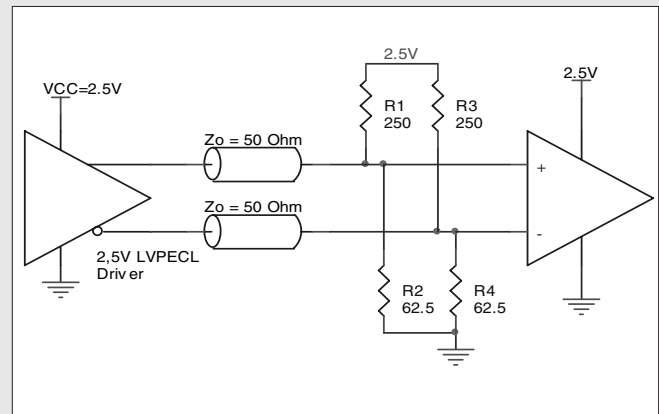 2.5V
VCC=2.5V
2.5V
R1
250
R3
250
Zo = 50 Ohm
+
Zo = 50 Ohm
-
2,5V LVPECL
Driver
R2
62.5
R4
62.5